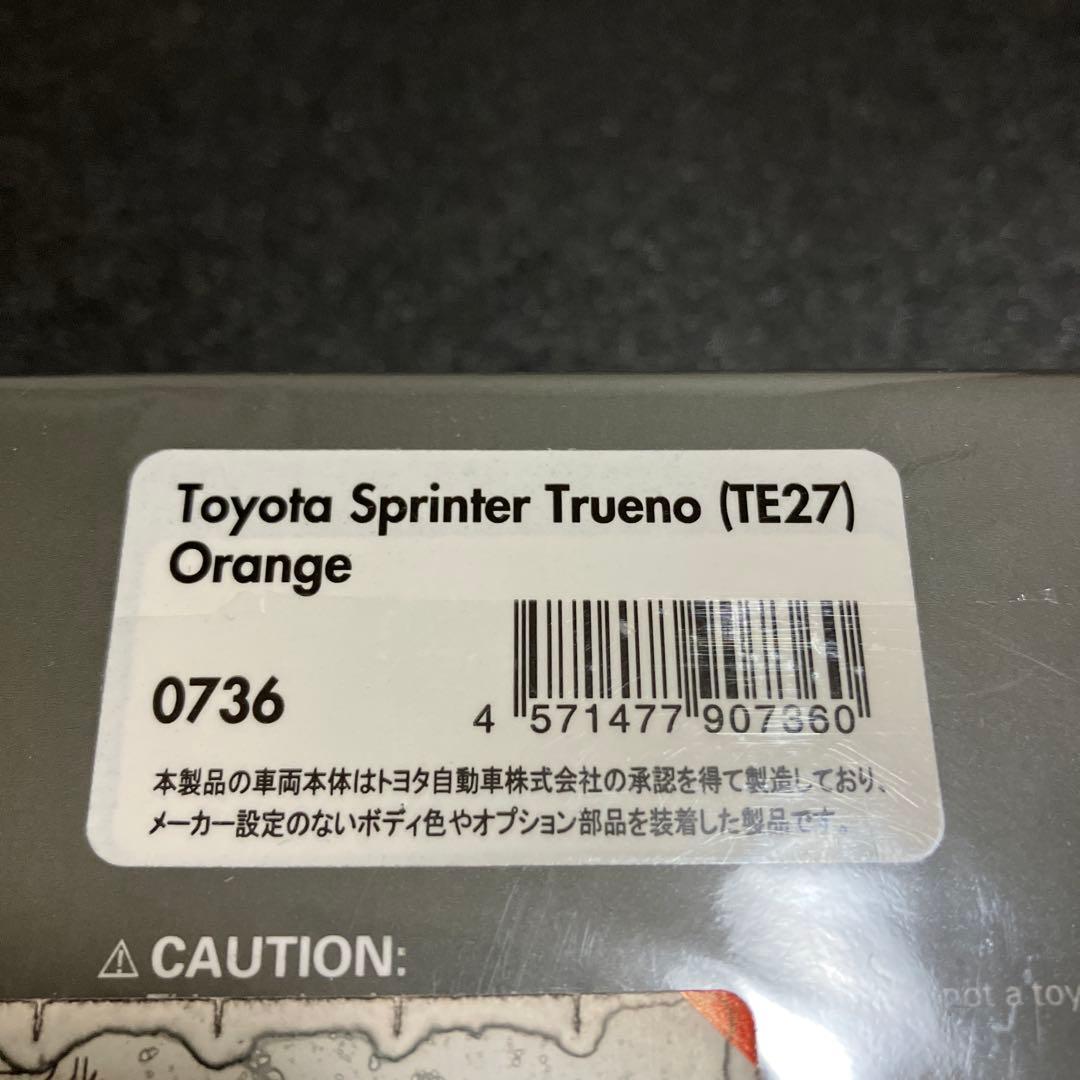 Toyota Sprinter Trueno (TE27)
Orange
0736
4 571477 907360
本製品の車両本体はトヨタ自動車株式会社の承認を得て製造しており、
メーカー設定のないボディ色やオプション部品を装着した製品です。
⚠ CAUTION:
not a toy